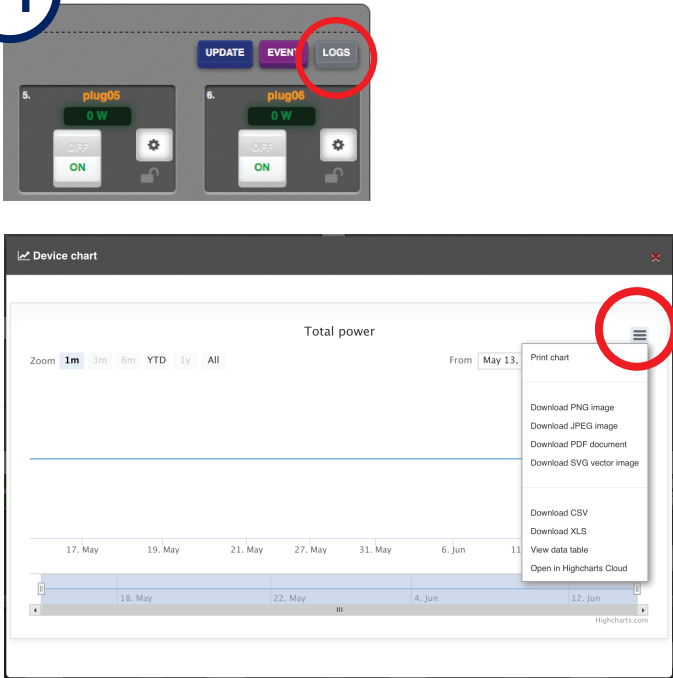 1
UPDATE EVENT LOGS
5. plug05
0 W
OFF
ON
6. plug06
0 W
OFF
ON
Device chart
Total power
Zoom 1m 3m 6m YTD 1y All
From May 13,
Print chart
Download PNG image
Download JPEG image
Download PDF document
Download SVG vector image
Download CSV
Download XLS
View data table
Open in Highcharts Cloud
17. May 19. May 21. May 27. May 31. May 6. Jun 11
18. May 22. May 4. Jun 12. Jun
Highcharts.com